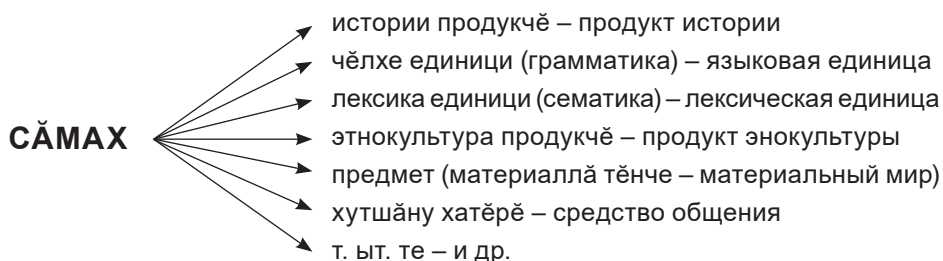 истории продукчĕ – продукт истории
чĕлхе единици (грамматика) – языковая единица
лексика единици (сематика) – лексическая единица
СĂМАХ
этнокультура продукчĕ – продукт энокультуры
предмет (материаллă тĕнче – материальный мир)
хутшăну хатĕрĕ – средство общения
т. ыт. те – и др.